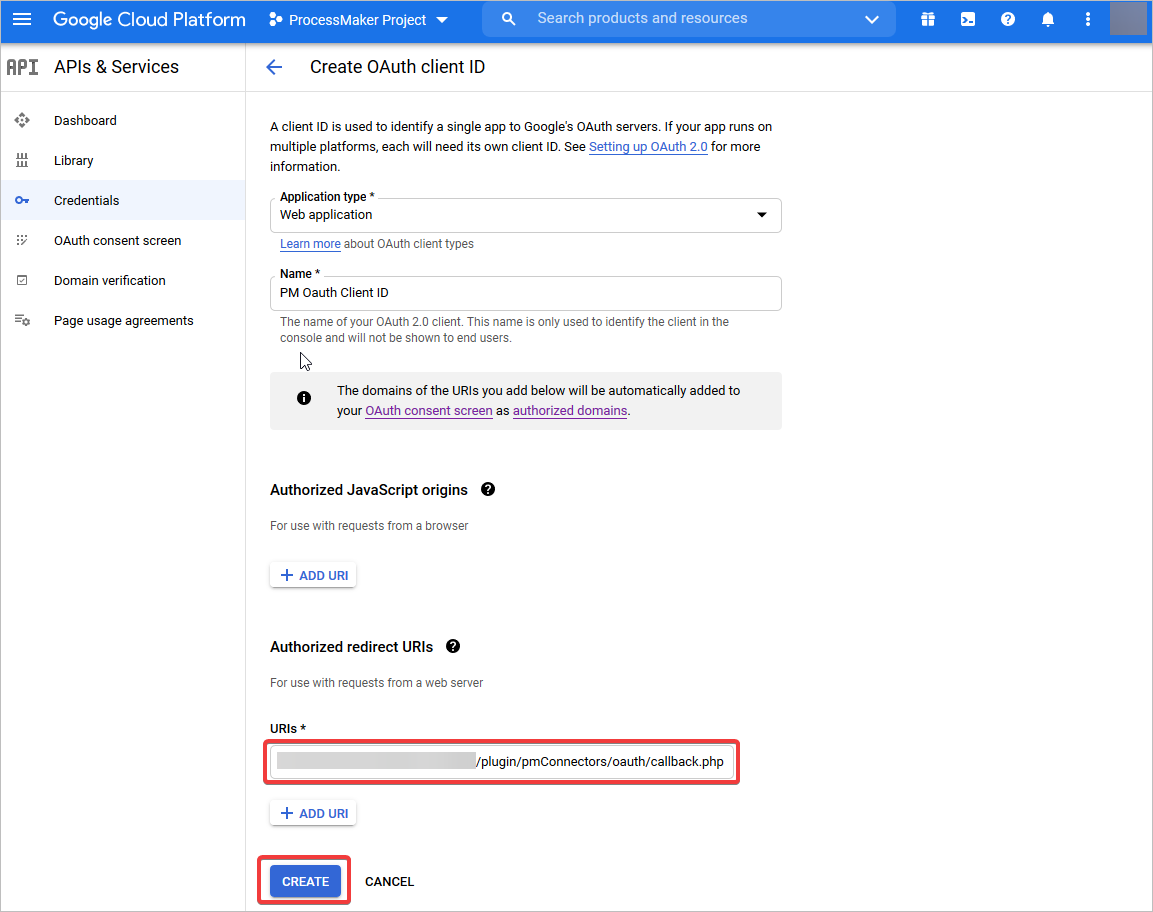 Google Cloud Platform
ProcessMaker Project
Search products and resources
API
APIs & Services
Create OAuth client ID
Dashboard
Library
Credentials
OAuth consent screen
Domain verification
Page usage agreements
A client ID is used to identify a single app to Google's OAuth servers. If your app runs on
multiple platforms, each will need its own client ID. See Setting up OAuth 2.0 for more
information.
Application type *
Web application
Learn more about OAuth client types
Name *
PM Oauth Client ID
The name of your OAuth 2.0 client. This name is only used to identify the client in the
console and will not be shown to end users.
The domains of the URIs you add below will be automatically added to
your OAuth consent screen as authorized domains.
Authorized JavaScript origins
For use with requests from a browser
ADD URI
Authorized redirect URIs
For use with requests from a web server
URIs *
/plugin/pmConnectors/oauth/callback.php
ADD URI
CREATE
CANCEL